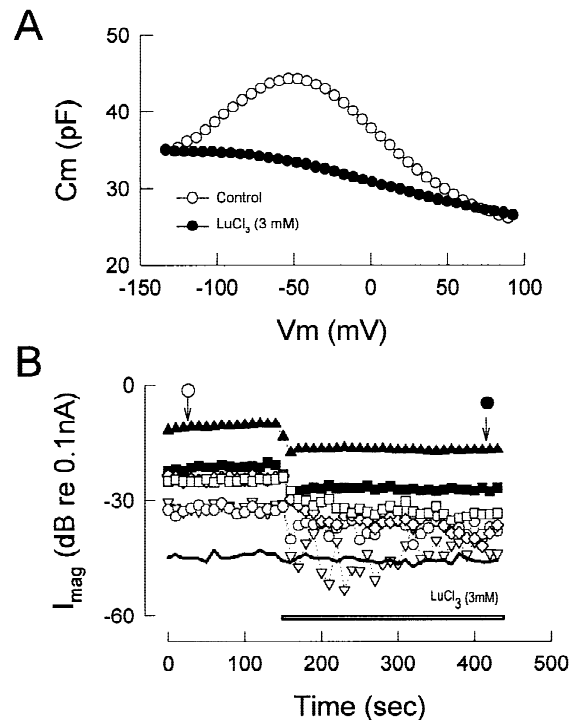 A
50
40
30
20
Cm (pF)
Control
LuCl3 (3 mM)
-150 -100 -50 0 50 100
Vm (mV)
B
0
-30
-60
Imag (dB re 0.1nA)
LuCl3 (3mM)
0 100 200 300 400 500
Time (sec)